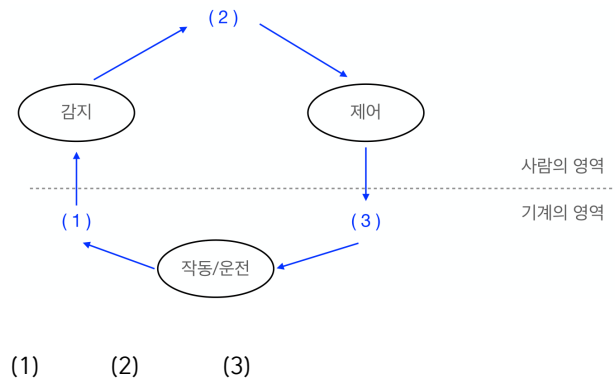 ( 2 )
감지
제어
사람의 영역
( 1 )
( 3 )
기계의 영역
작동/운전
(1) (2) (3)